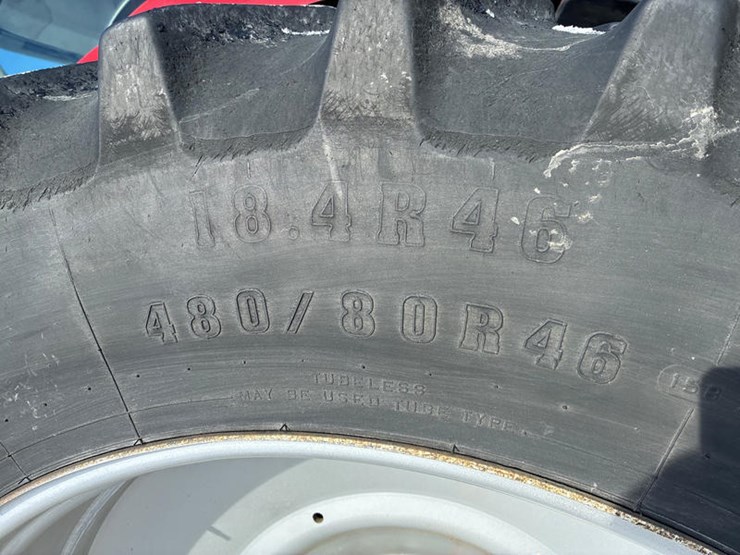 18.4R46
480/80R46
TUBELESS
MAY BE USED TUBE TYPE